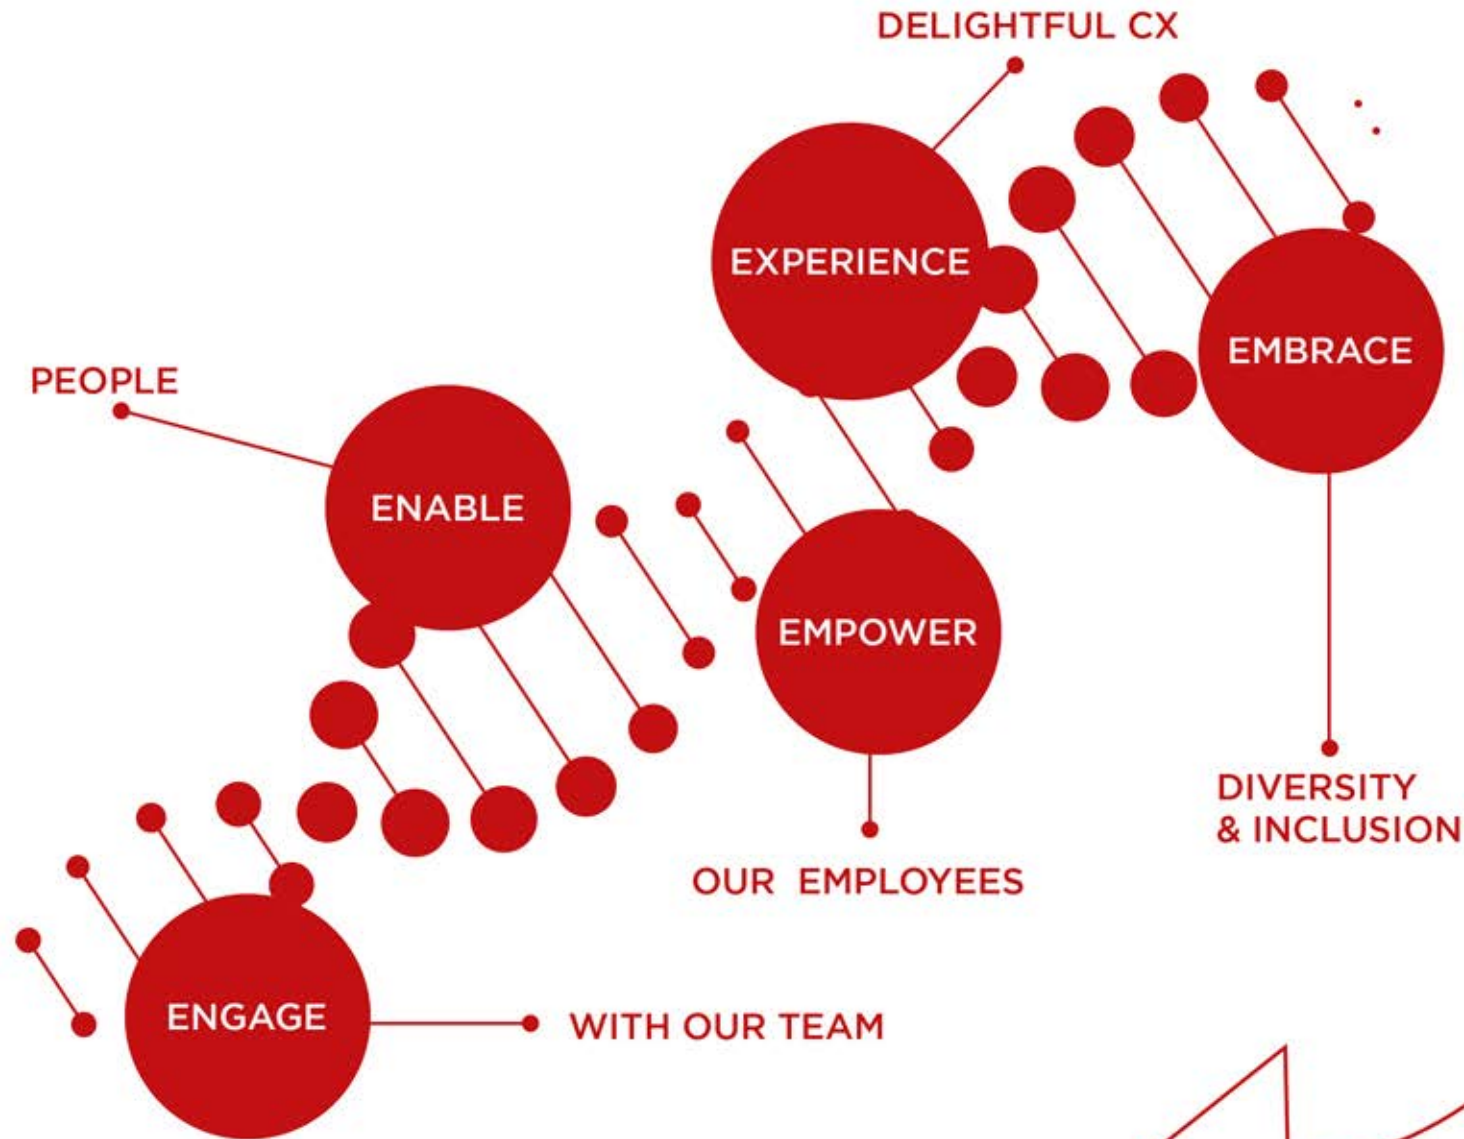 DELIGHTFUL CX
EXPERIENCE
EMBRACE
PEOPLE
ENABLE
EMPOWER
DIVERSITY
& INCLUSION
OUR EMPLOYEES
ENGAGE
WITH OUR TEAM